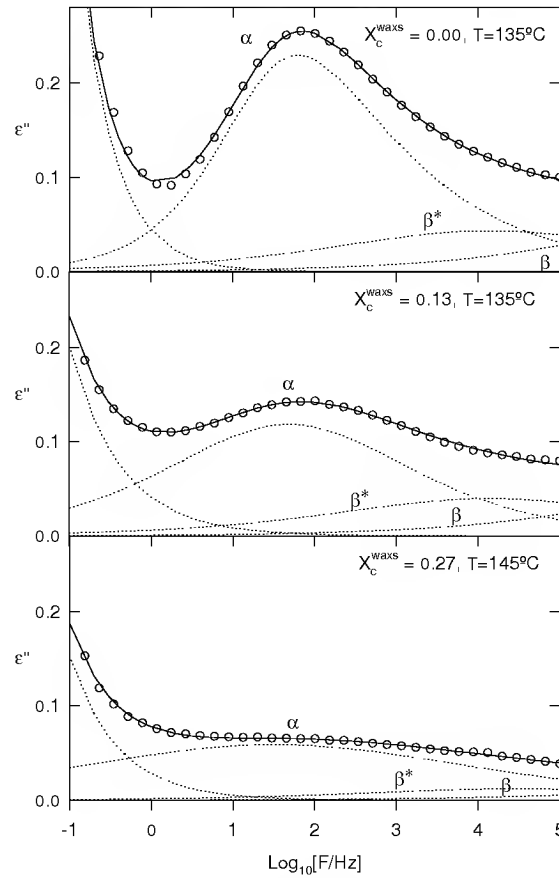 α
X_c^waxs = 0.00, T=135ºC
0.2
ε"
0.1
β*
β
0.0
X_c^waxs = 0.13, T=135ºC
0.2
α
ε"
0.1
β*
β
0.0
X_c^waxs = 0.27, T=145ºC
0.2
ε"
0.1
α
β*
β
0.0
-1 0 1 2 3 4 5
Log₁₀[F/Hz]